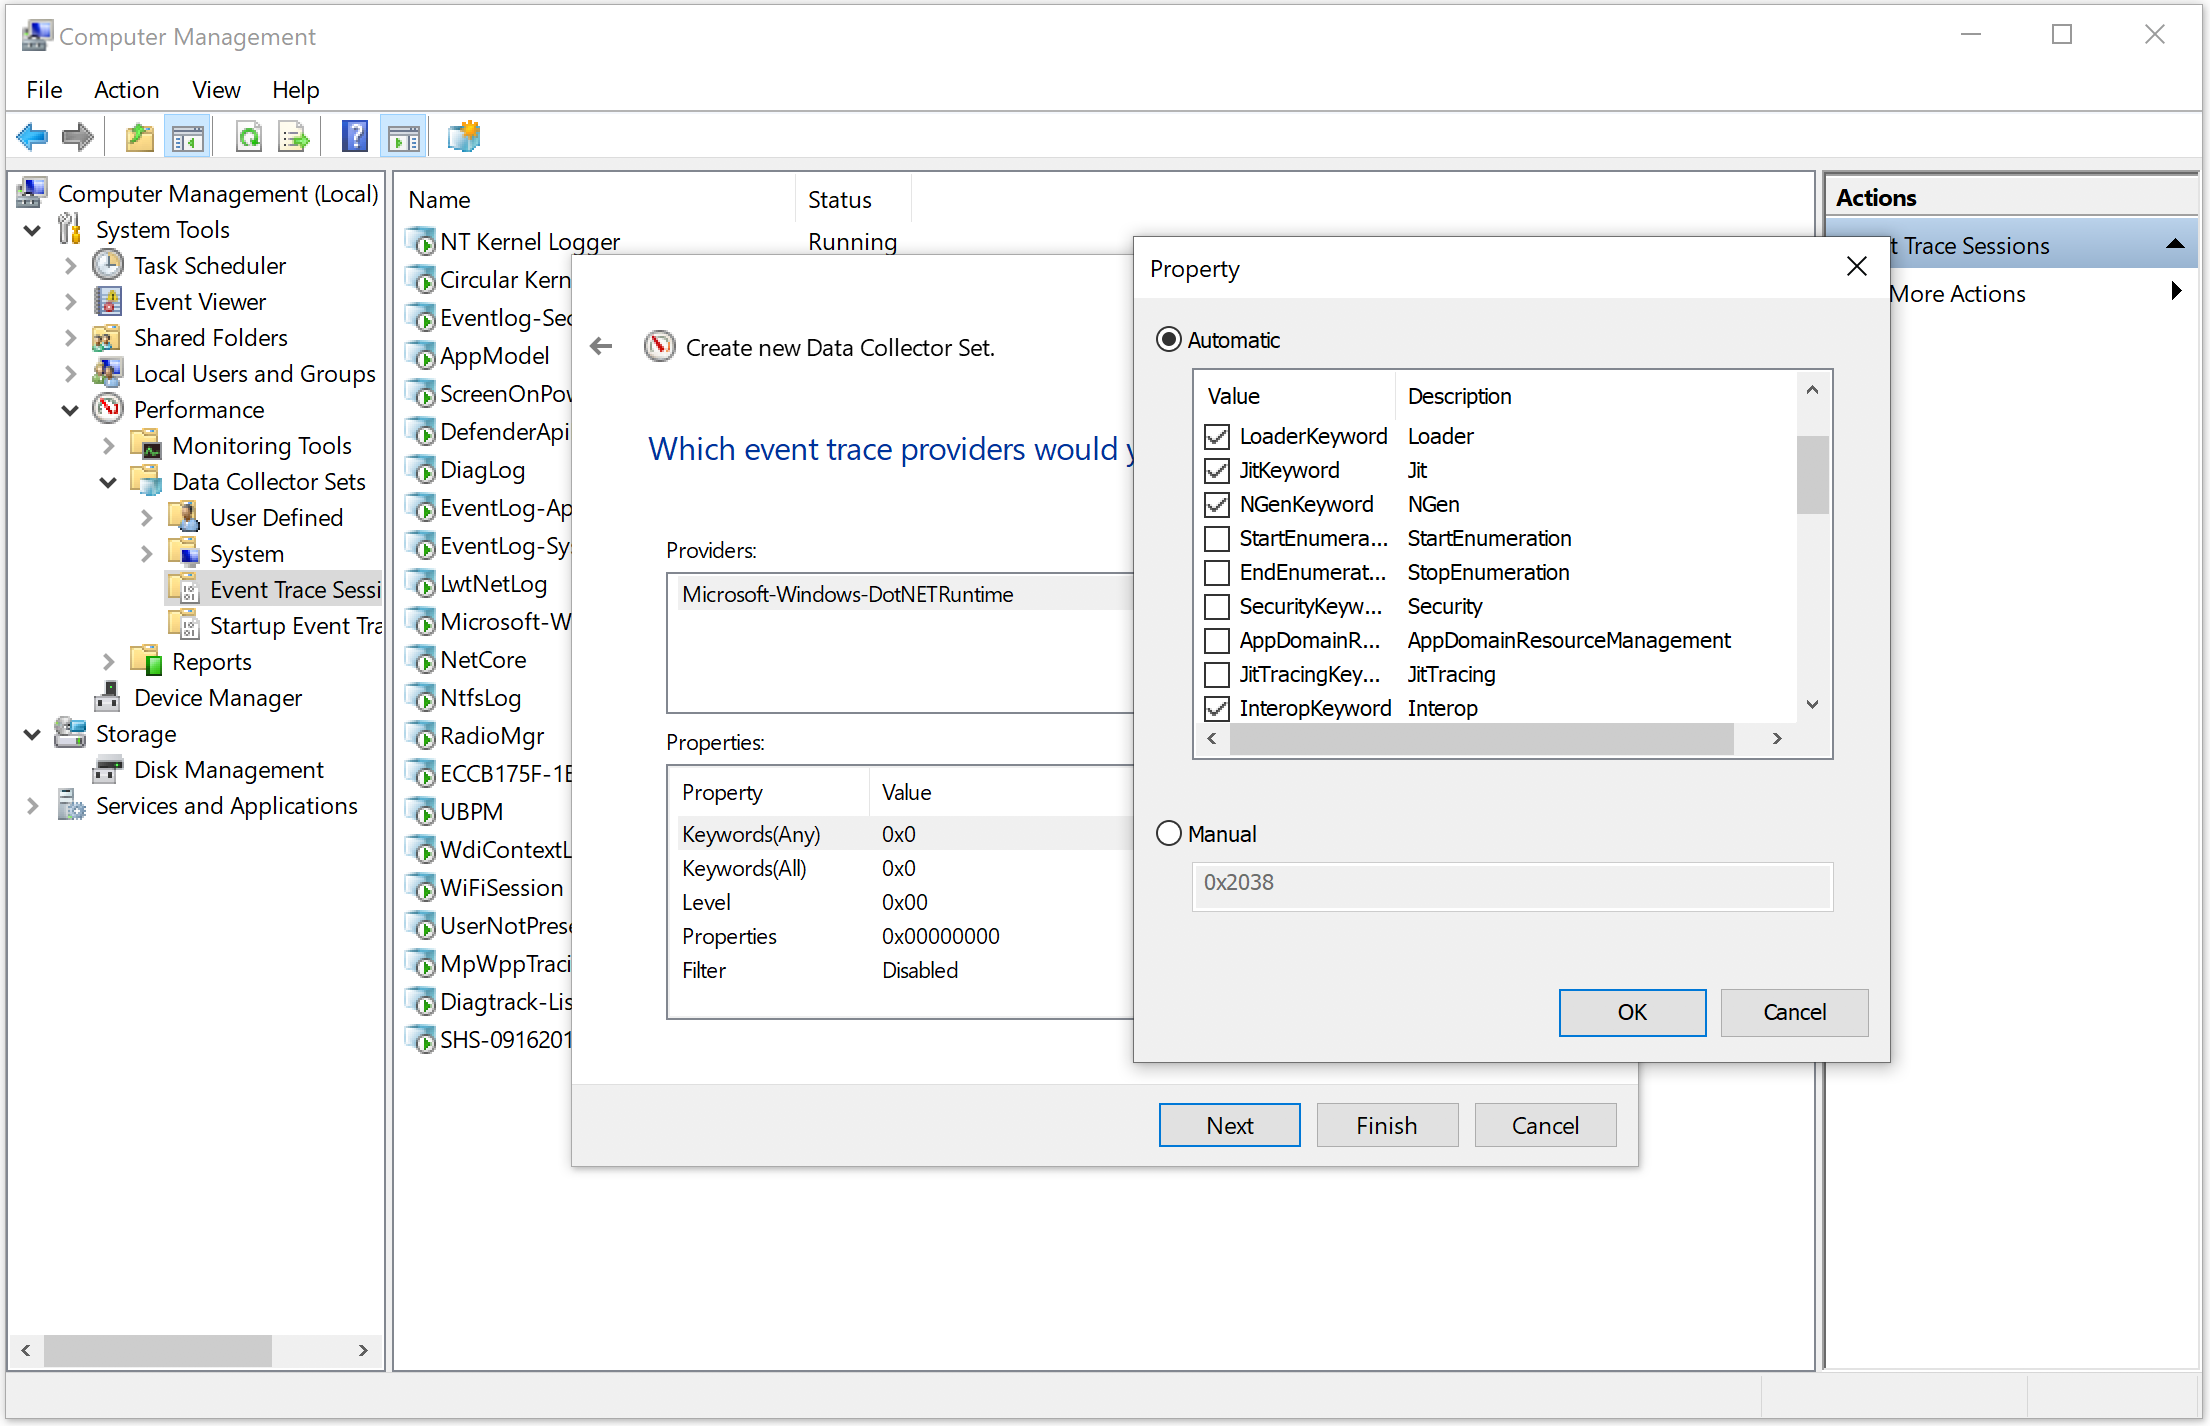 Computer Management
File Action View Help
Computer Management (Local)
System Tools
Task Scheduler
Event Viewer
Shared Folders
Local Users and Groups
Performance
Monitoring Tools
Data Collector Sets
User Defined
System
Event Trace Sessi
Startup Event Tra
Reports
Device Manager
Storage
Disk Management
Services and Applications
Name Status
NT Kernel Logger Running
Circular Kern
Eventlog-Sec
AppModel
ScreenOnPow
DefenderApi
DiagLog
EventLog-Ap
EventLog-Sys
LwtNetLog
Microsoft-W
NetCore
NtfsLog
RadioMgr
ECCB175F-1E
UBPM
WdiContextL
WiFiSession
UserNotPrese
MpWppTraci
Diagtrack-Lis
SHS-0916201
Create new Data Collector Set.
Which event trace providers would y
Providers:
Microsoft-Windows-DotNETRuntime
Properties:
Property Value
Keywords(Any) 0x0
Keywords(All) 0x0
Level 0x00
Properties 0x00000000
Filter Disabled
Next Finish Cancel
Property
Automatic
Value Description
LoaderKeyword Loader
JitKeyword Jit
NGenKeyword NGen
StartEnumera... StartEnumeration
EndEnumerat... StopEnumeration
SecurityKeyw... Security
AppDomainR... AppDomainResourceManagement
JitTracingKey... JitTracing
InteropKeyword Interop
Manual
0x2038
OK Cancel
Actions
t Trace Sessions
More Actions